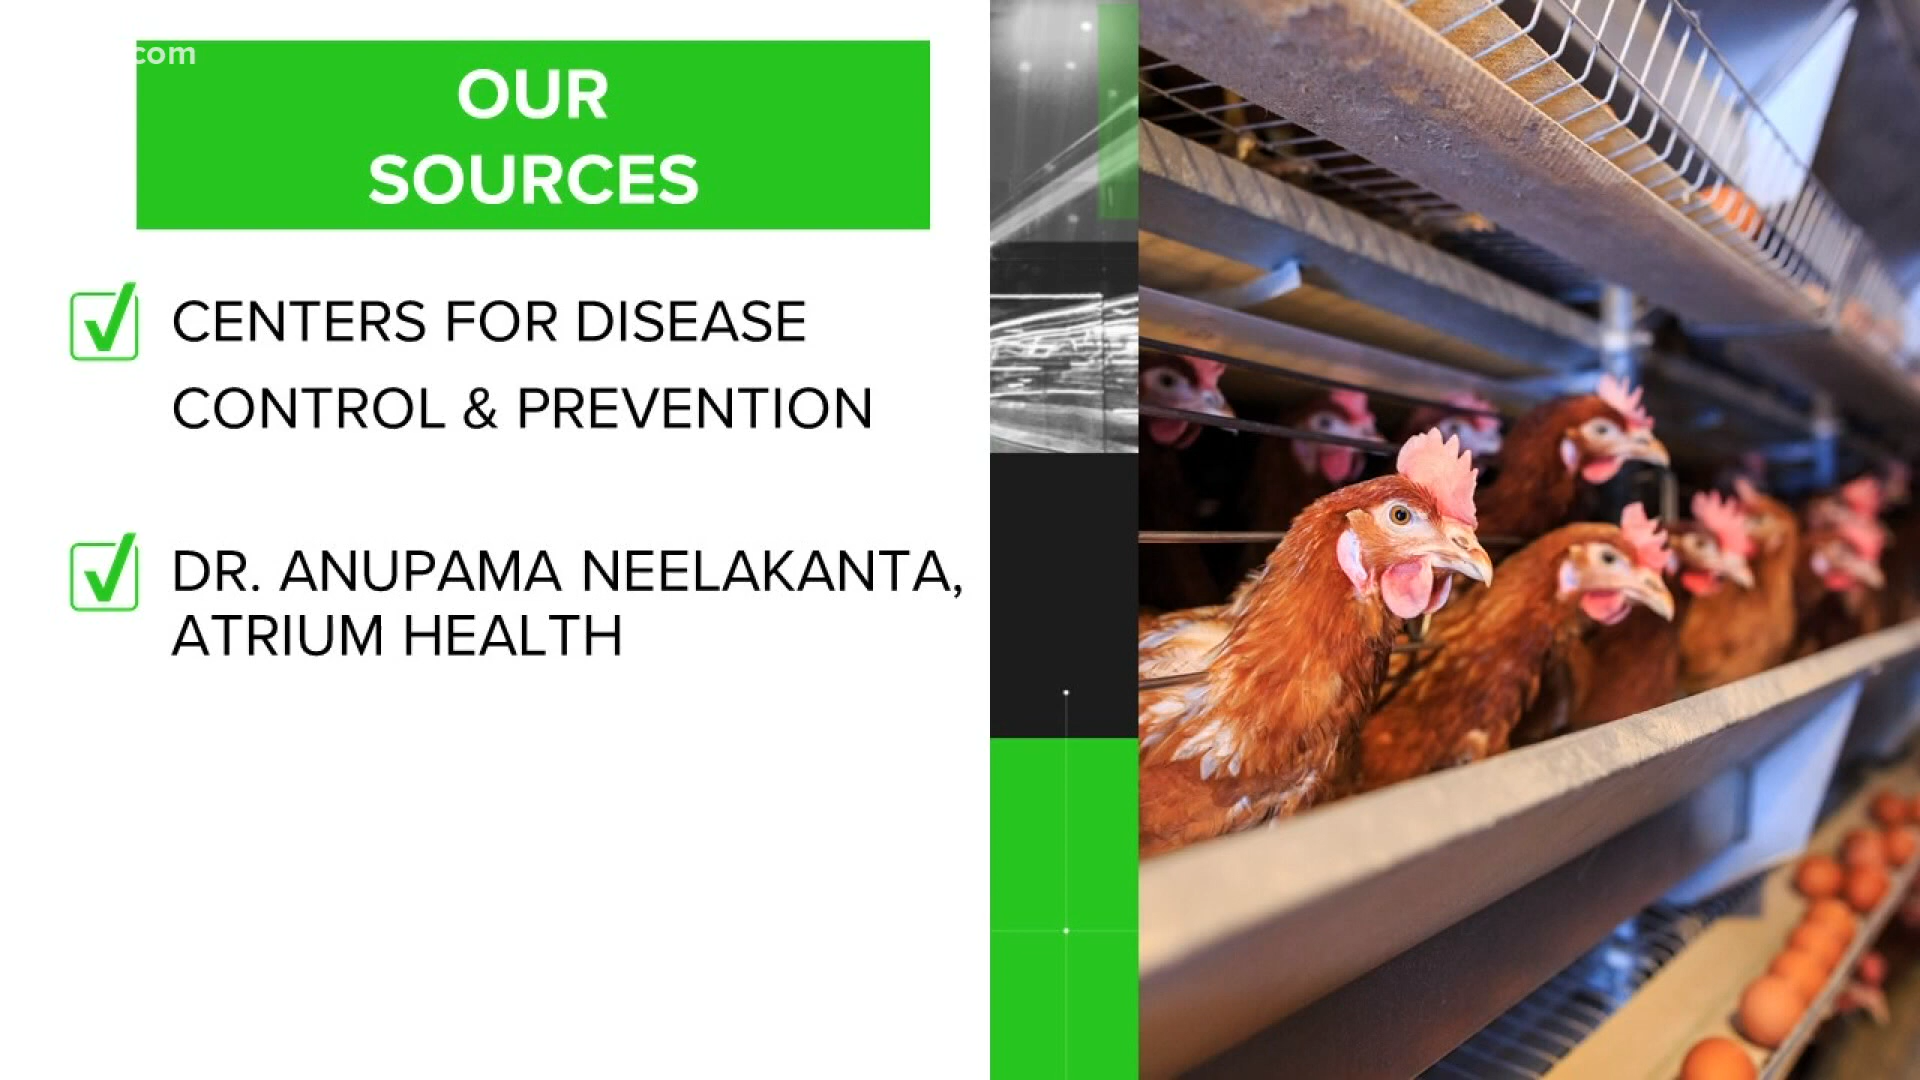 .com
OUR
SOURCES
CENTERS FOR DISEASE
CONTROL & PREVENTION
DR. ANUPAMA NEELAKANTA,
ATRIUM HEALTH